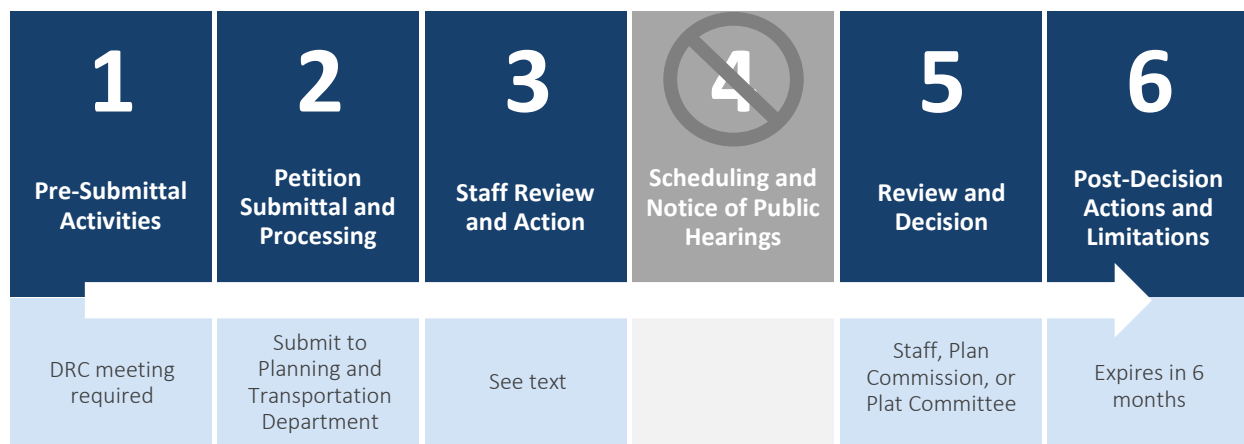 1
Pre-Submittal
Activities
DRC meeting
required
2
Petition
Submittal and
Processing
Submit to
Planning and
Transportation
Department
3
Staff Review
and Action
See text
4
Scheduling and
Notice of Public
Hearings
5
Review and
Decision
Staff, Plan
Commission, or
Plat Committee
6
Post-Decision
Actions and
Limitations
Expires in 6
months